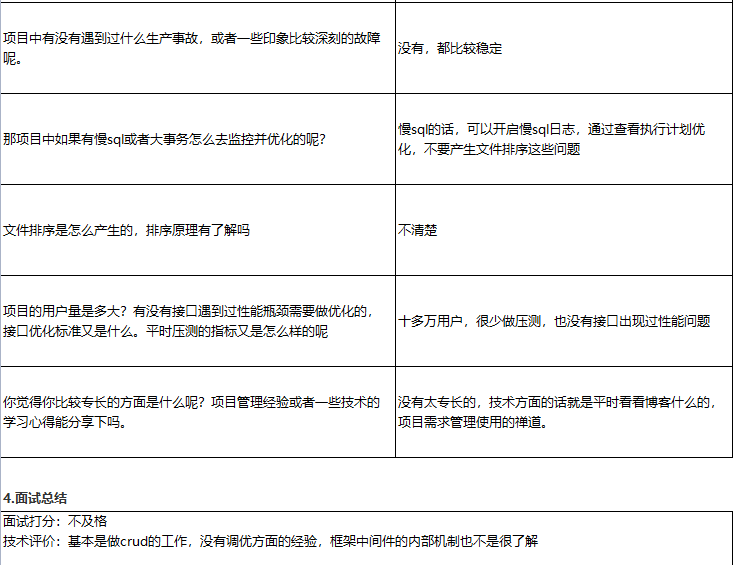 项目中有没有遇到过什么生产事故，或者一些印象比较深刻的故障
呢。
没有，都比较稳定
那项目中如果有慢sql或者大事务怎么去监控并优化的呢？
慢sql的话，可以开启慢sql日志，通过查看执行计划优
化，不要产生文件排序这些问题
文件排序是怎么产生的，排序原理有了解吗
不清楚
项目的用户量是多大？有没有接口遇到过性能瓶颈需要做优化的，
接口优化标准又是什么。平时压测的指标又是怎么样的呢
十多万用户，很少做压测，也没有接口出现过性能问题
你觉得你比较专长的方面是什么呢？项目管理经验或者一些技术的
学习心得能分享下吗。
没有太专长的，技术方面的话就是平时看看博客什么的，
项目需求管理使用的禅道。
4.面试总结
面试打分：不及格
技术评价：基本是做crud的工作，没有调优方面的经验，框架中间件的内部机制也不是很了解